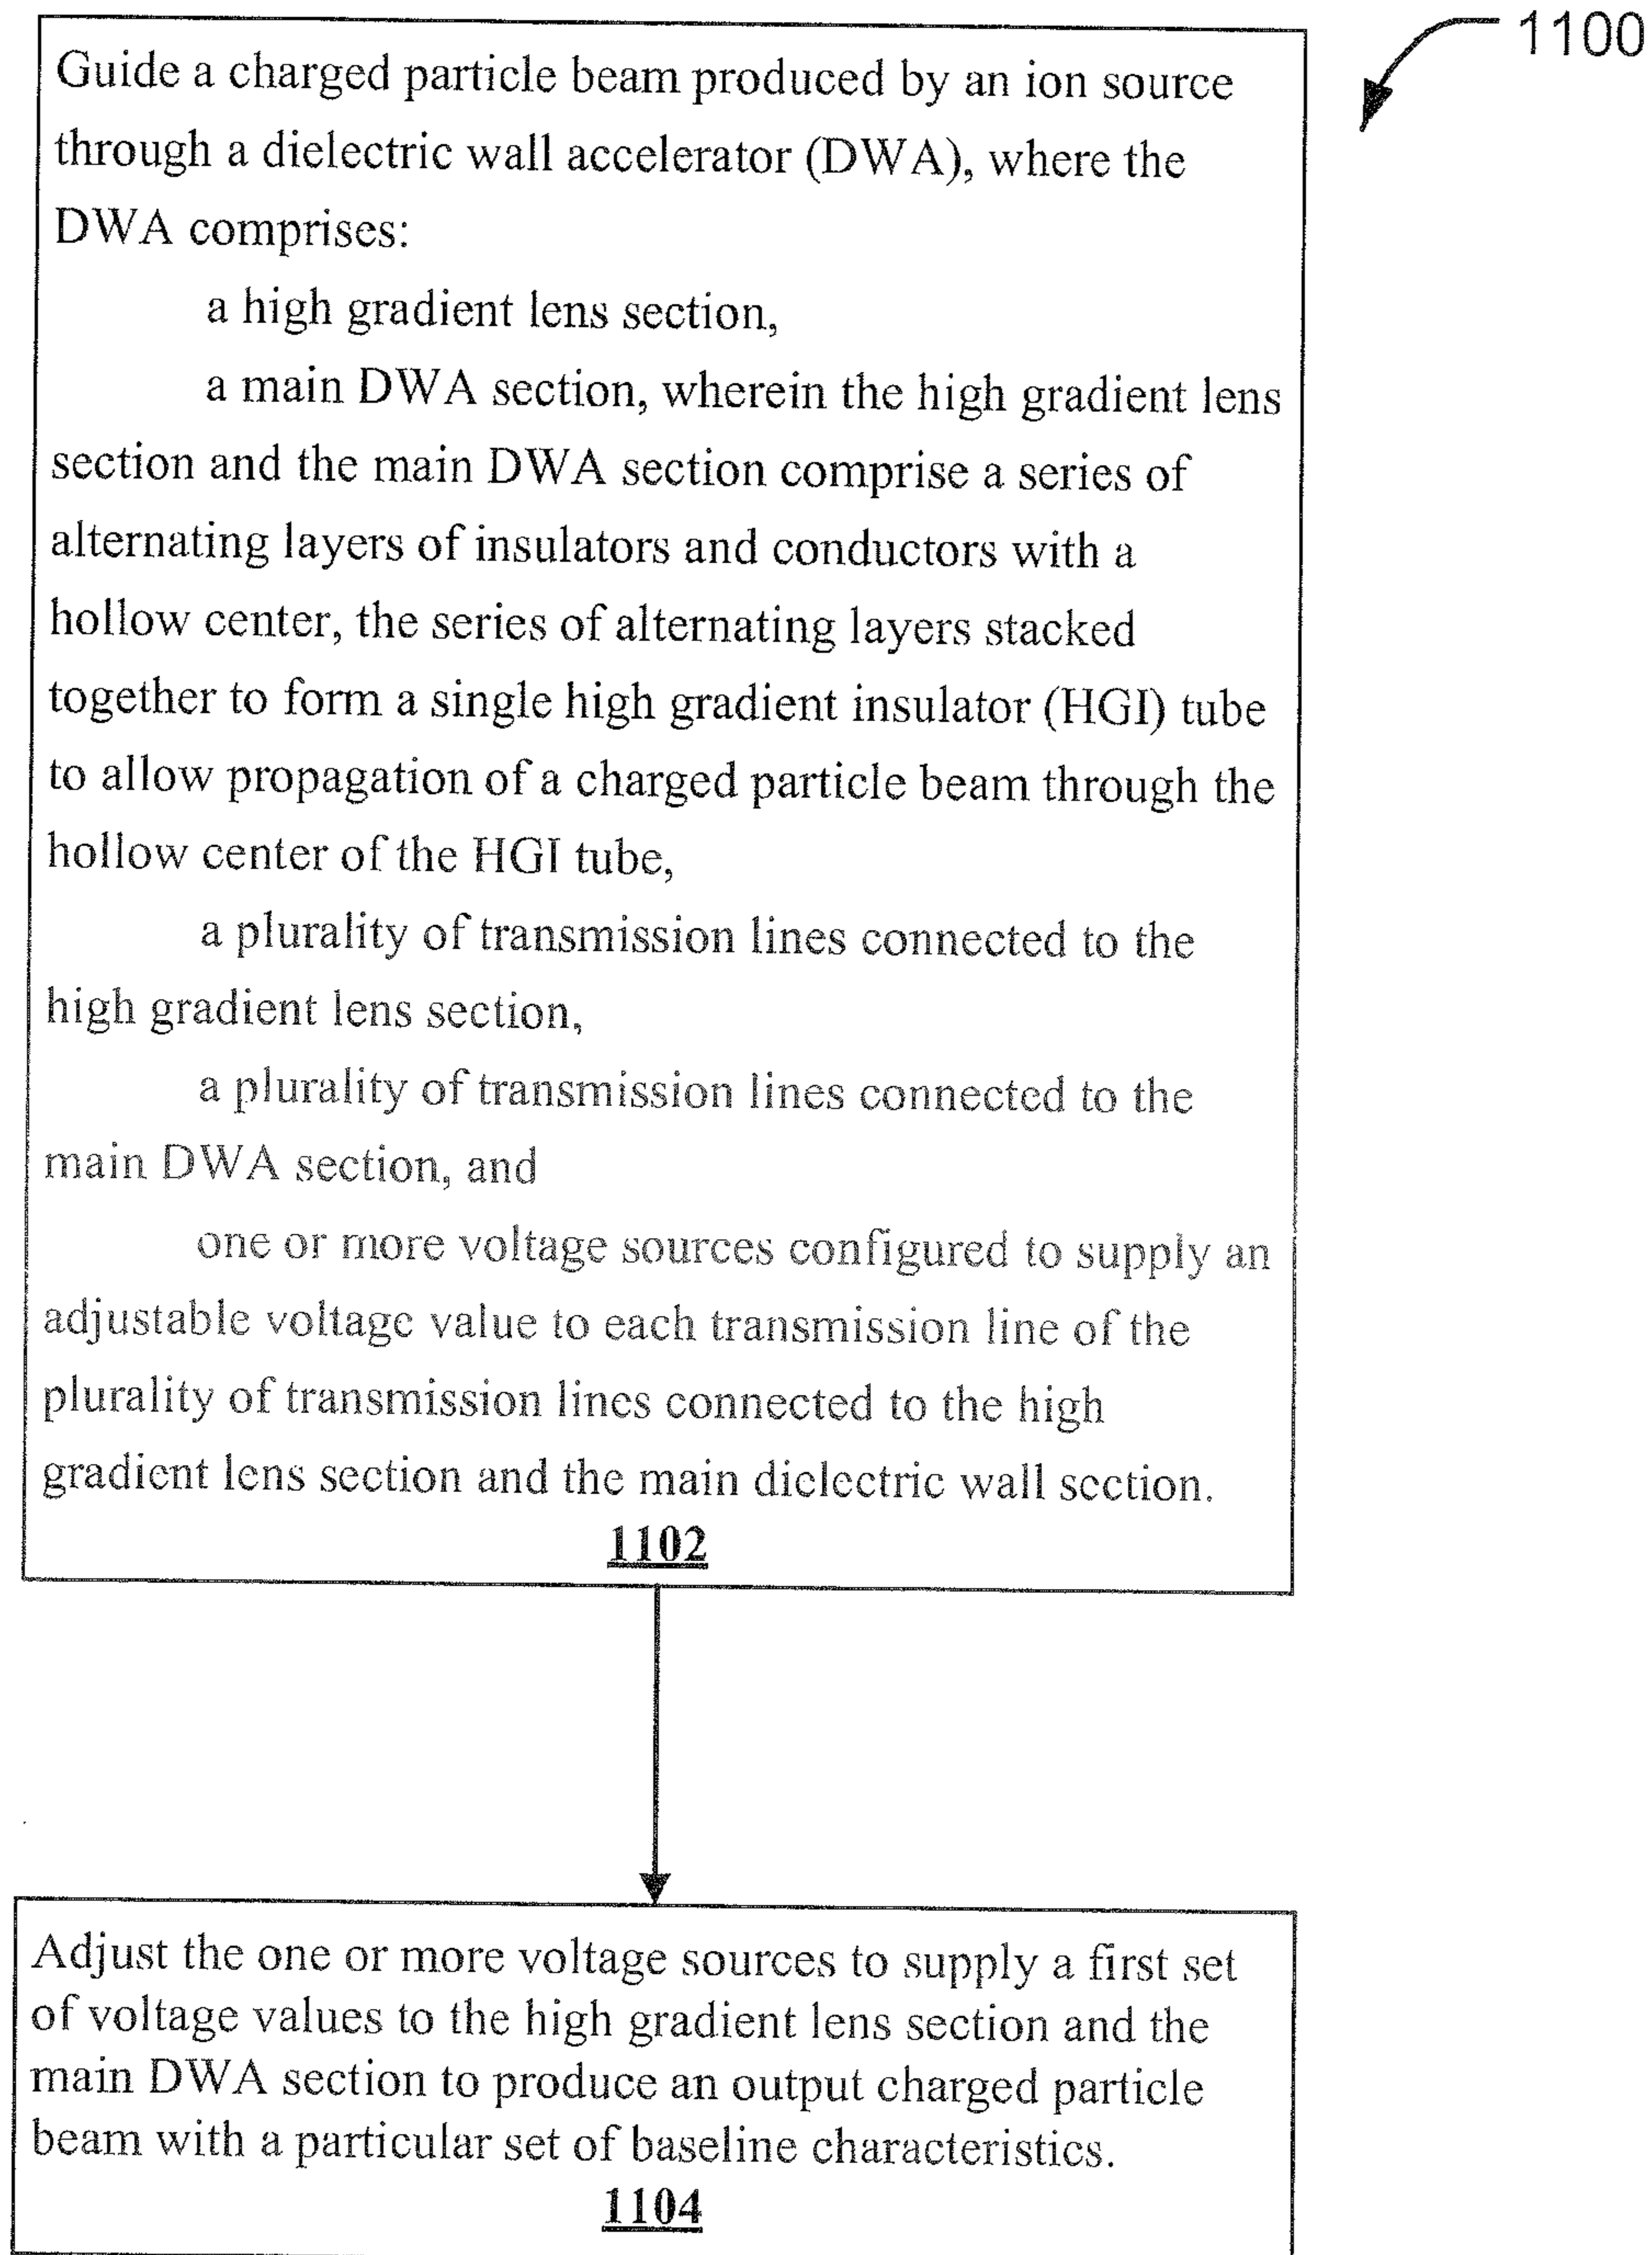 1100
Guide a charged particle beam produced by an ion source
through a dielectric wall accelerator (DWA), where the
DWA comprises:
a high gradient lens section,
a main DWA section, wherein the high gradient lens
section and the main DWA section comprise a series of
alternating layers of insulators and conductors with a
hollow center, the series of alternating layers stacked
together to form a single high gradient insulator (HGI) tube
to allow propagation of a charged particle beam through the
hollow center of the HGI tube,
a plurality of transmission lines connected to the
high gradient lens section,
a plurality of transmission lines connected to the
main DWA section, and
one or more voltage sources configured to supply an
adjustable voltage value to each transmission line of the
plurality of transmission lines connected to the high
gradient lens section and the main dielectric wall section.
1102
Adjust the one or more voltage sources to supply a first set
of voltage values to the high gradient lens section and the
main DWA section to produce an output charged particle
beam with a particular set of baseline characteristics.
1104